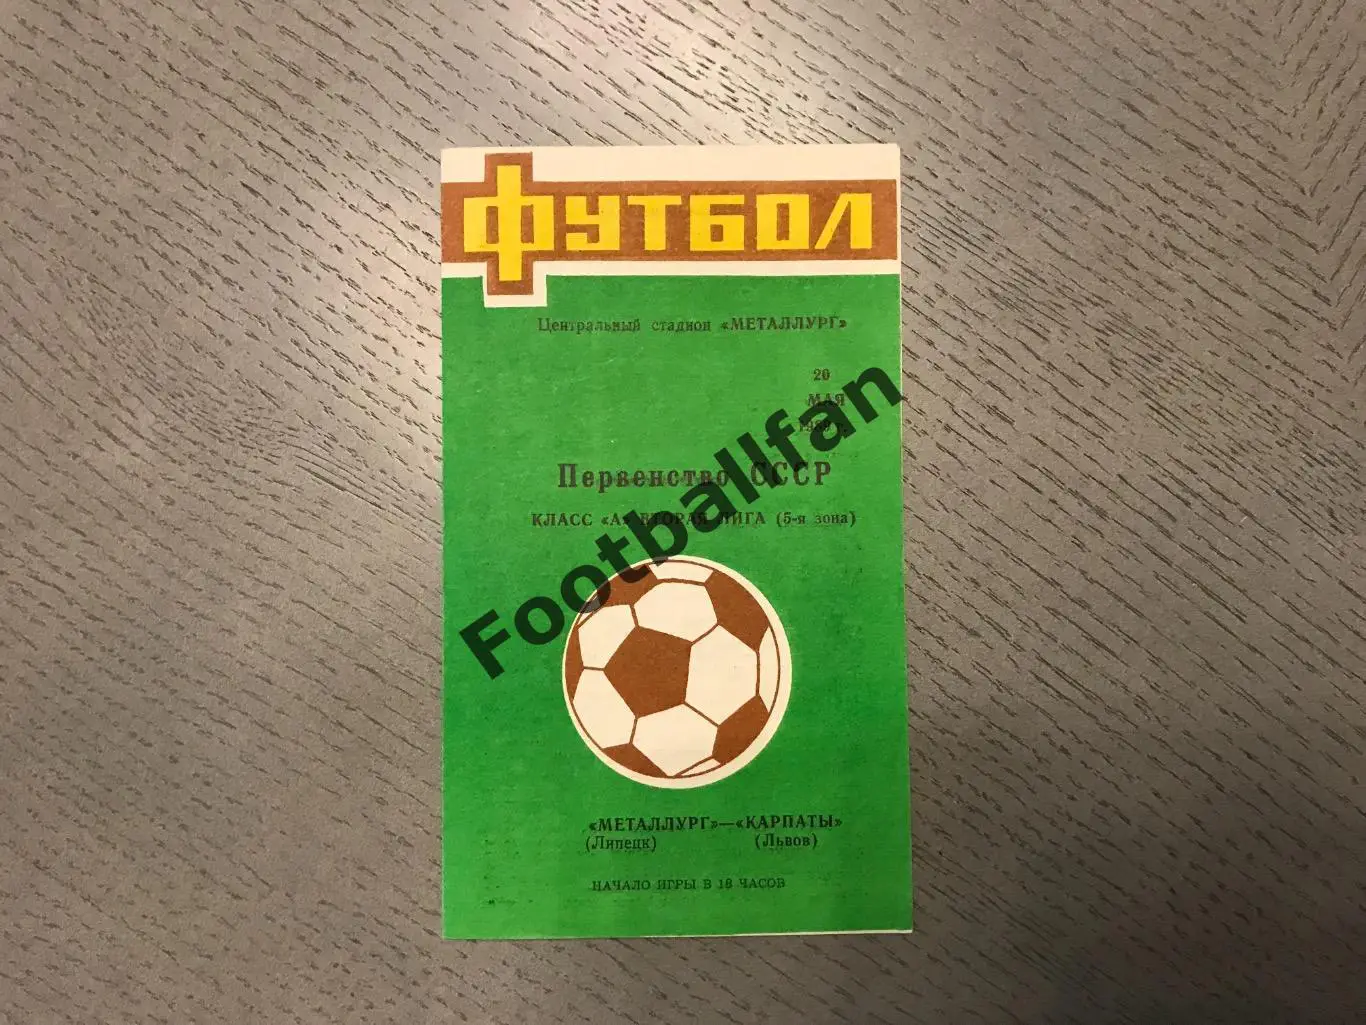 ФУТБОЛ
Центральный стадион «МЕТАЛЛУРГ»
20
МАЯ
1989 г.
Первенство СССР
КЛАСС «А» ВТОРАЯ ЛИГА (5-я зона)
Footballfan
«МЕТАЛЛУРГ»—«КАРПАТЫ»
(Липецк) (Львов)
НАЧАЛО ИГРЫ В 18 ЧАСОВ